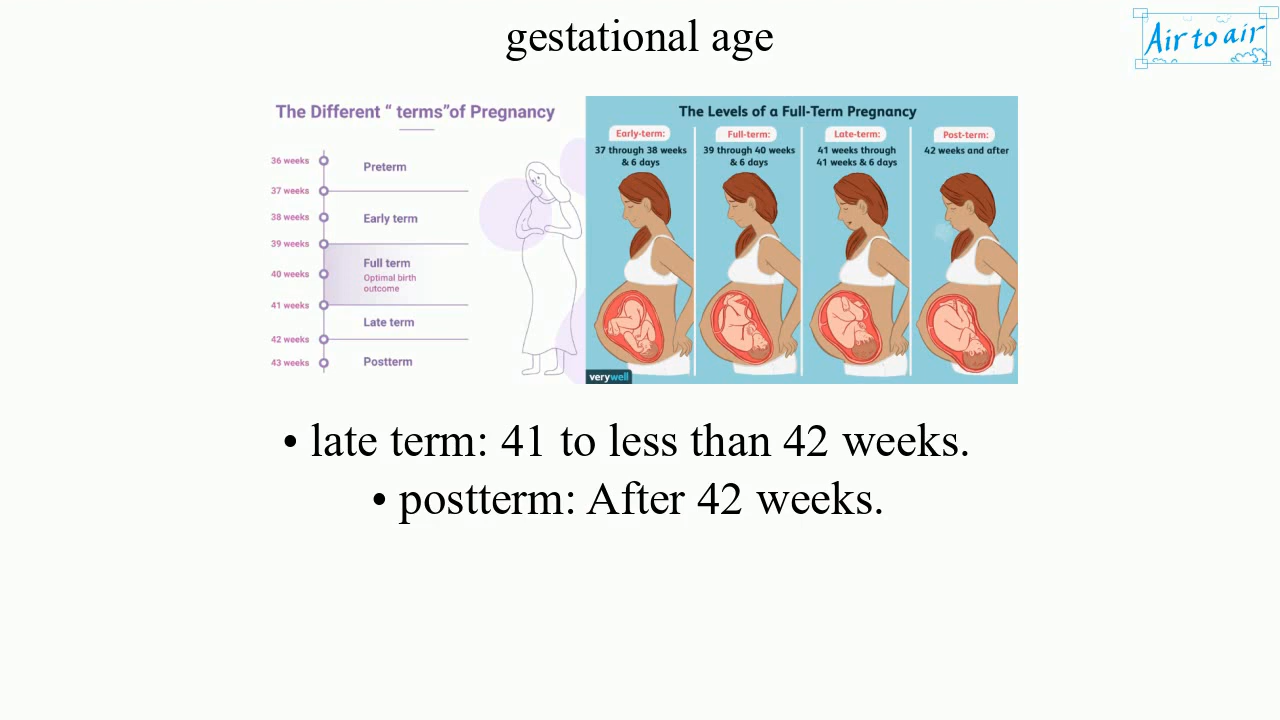 gestational age
Air to air
The Different “ terms”of Pregnancy
36 weeks
Preterm
37 weeks
38 weeks
Early term
39 weeks
Full term
40 weeks
Optimal birth
outcome
41 weeks
Late term
42 weeks
43 weeks
Postterm
The Levels of a Full-Term Pregnancy
Early-term:
37 through 38 weeks
& 6 days
Full-term:
39 through 40 weeks
& 6 days
Late-term:
41 weeks through
41 weeks & 6 days
Post-term:
42 weeks and after
verywell
• late term: 41 to less than 42 weeks.
• postterm: After 42 weeks.